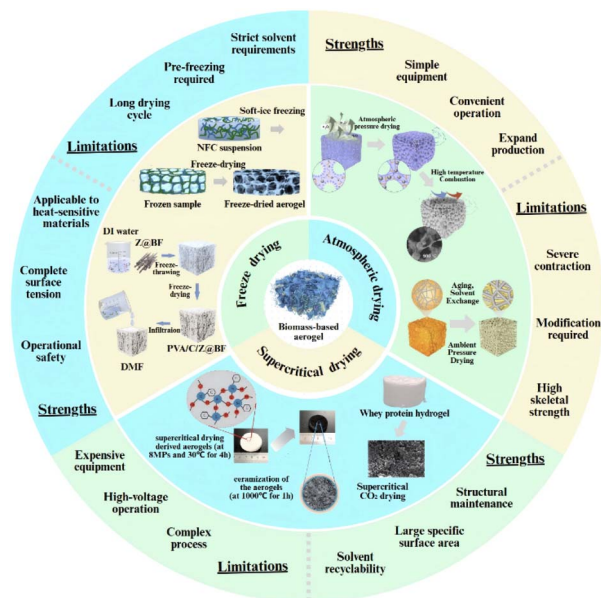 Strict solvent
requirements
Pre-freezing
required
Long drying
cycle
Limitations
Applicable to
heat-sensitive
materials
Complete
surface
tension
Operational
safety
Strengths
Strengths
Simple
equipment
Convenient
operation
Expand
production
Limitations
Severe
contraction
Modification
required
High
skeletal
strength
Strengths
Structural
maintenance
Large specific
surface area
Solvent
recyclability
Expensive
equipment
High-voltage
operation
Complex
process
Limitations
Soft-ice freezing
NFC suspension
Freeze-drying
Frozen sample
Freeze-dried aerogel
DI water
Z@BF
Freeze-
thrawing
Freeze-
drying
Infiltraion
DMF
PVA/C/Z@BF
Atmospheric
pressure drying
High temperature
Combustion
Aging,
Solvent
Exchange
Ambient
Pressure
Drying
Freeze drying
Atmospheric drying
Supercritical drying
Biomass-based
aerogel
supercritical drying
derived aerogels (at
8MPs and 30℃ for 4h)
ceramization of
the aerogels
(at 1000℃ for 1h)
Whey protein hydrogel
Supercritical
CO₂ drying